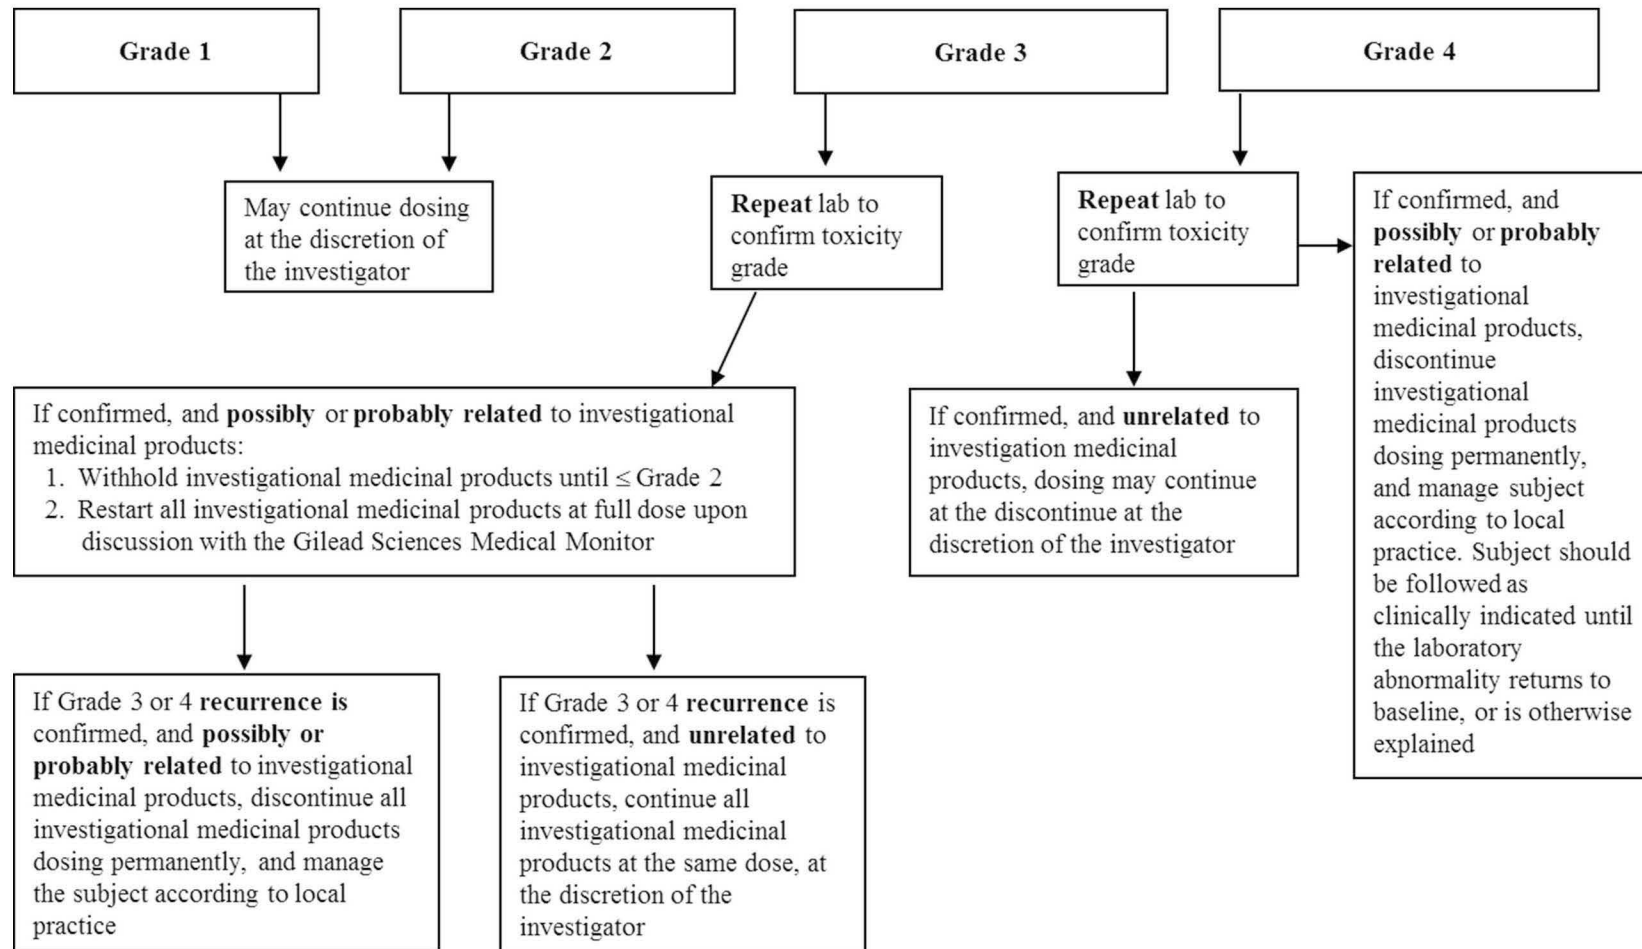 Grade 1
Grade 2
Grade 3
Grade 4
May continue dosing
at the discretion of
the investigator
Repeat lab to
confirm toxicity
grade
Repeat lab to
confirm toxicity
grade
If confirmed, and
possibly or probably
related to
investigational
medicinal products,
discontinue
investigational
medicinal products
dosing permanently,
and manage subject
according to local
practice. Subject should
be followed as
clinically indicated until
the laboratory
abnormality returns to
baseline, or is otherwise
explained
If confirmed, and possibly or probably related to investigational
medicinal products:
1. Withhold investigational medicinal products until ≤ Grade 2
2. Restart all investigational medicinal products at full dose upon
discussion with the Gilead Sciences Medical Monitor
If confirmed, and unrelated to
investigation medicinal
products, dosing may continue
at the discontinue at the
discretion of the investigator
If Grade 3 or 4 recurrence is
confirmed, and possibly or
probably related to investigational
medicinal products, discontinue all
investigational medicinal products
dosing permanently, and manage
the subject according to local
practice
If Grade 3 or 4 recurrence is
confirmed, and unrelated to
investigational medicinal
products, continue all
investigational medicinal
products at the same dose, at
the discretion of the
investigator